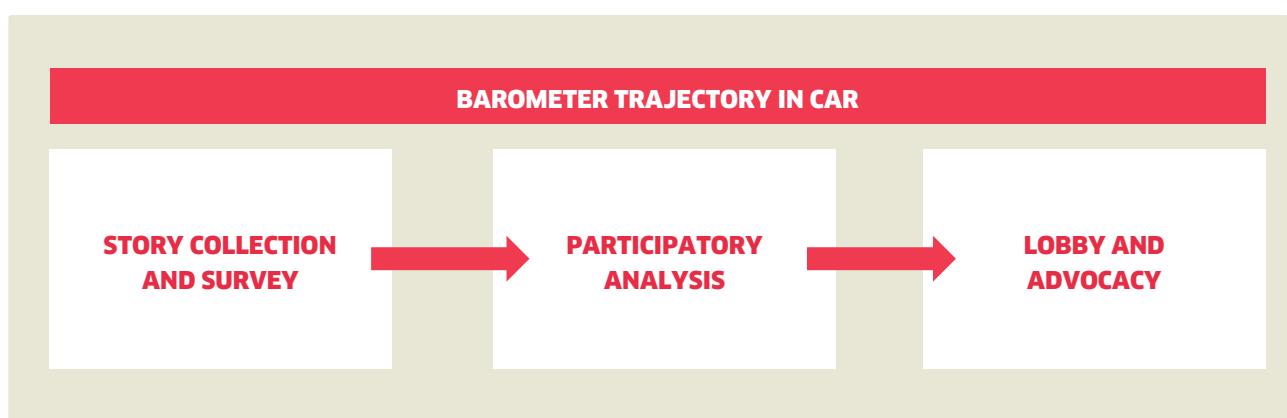 BAROMETER TRAJECTORY IN CAR
STORY COLLECTION
AND SURVEY
PARTICIPATORY
ANALYSIS
LOBBY AND
ADVOCACY